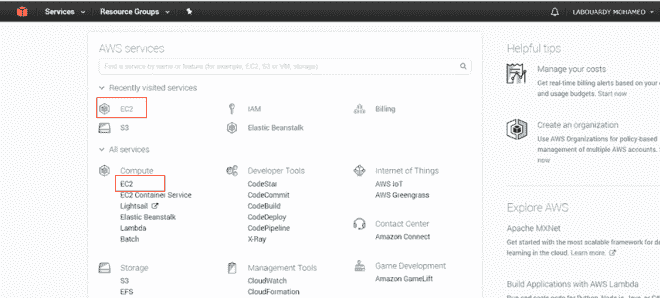 Services
Resource Groups
LABOUARDY MOHAMED
AWS services
Find a service by name or feature (for example, EC2, S3 or VM, storage).
Recently visited services
EC2
IAM
Billing
S3
Elastic Beanstalk
All services
Compute
EC2
EC2 Container Service
Lightsail
Elastic Beanstalk
Lambda
Batch
Storage
S3
EFS
Developer Tools
CodeStar
CodeCommit
CodeBuild
CodeDeploy
CodePipeline
X-Ray
Management Tools
CloudWatch
CloudFormation
Internet of Things
AWS IoT
AWS Greengrass
Contact Center
Amazon Connect
Game Development
Amazon GameLift
Helpful tips
Manage your costs
Get real-time billing alerts based on your
and usage budgets. Start now
Create an organization
Use AWS Organizations for policy-based
management of multiple AWS accounts.
now
Explore AWS
Apache MXNet
Get started with the most scalable framework for
learning in the cloud. Learn more.
Build Applications with AWS Lambda